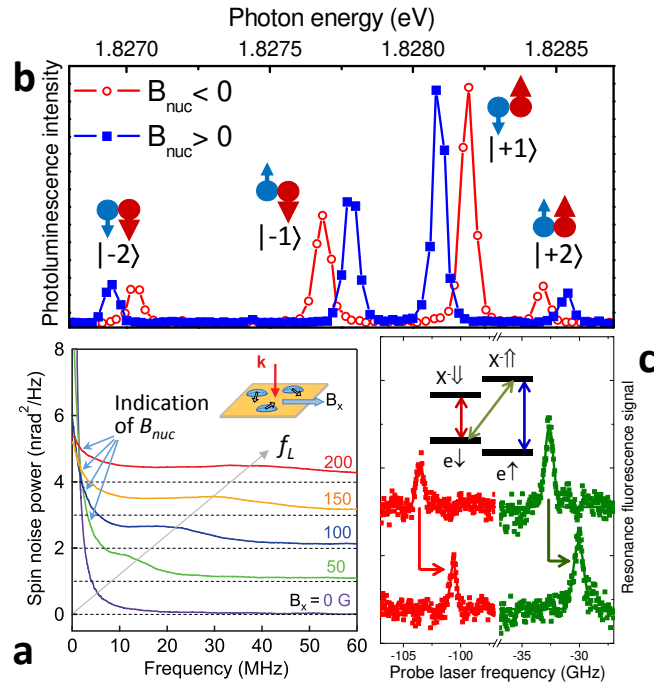 Photon energy (eV)
1.8270 1.8275 1.8280 1.8285
b
Photoluminescence intensity
B_nuc < 0
B_nuc > 0
|-2⟩
|-1⟩
|+1⟩
|+2⟩
8
6
4
2
0
Spin noise power (nrad²/Hz)
Indication
of B_nuc
k
B_x
f_L
200
150
100
50
B_x = 0 G
0 10 20 30 40 50 60
Frequency (MHz)
a
c
X-⇓ X-⇑
e↓ e↑
Resonance fluorescence signal
-105 -100 -35 -30
Probe laser frequency (GHz)